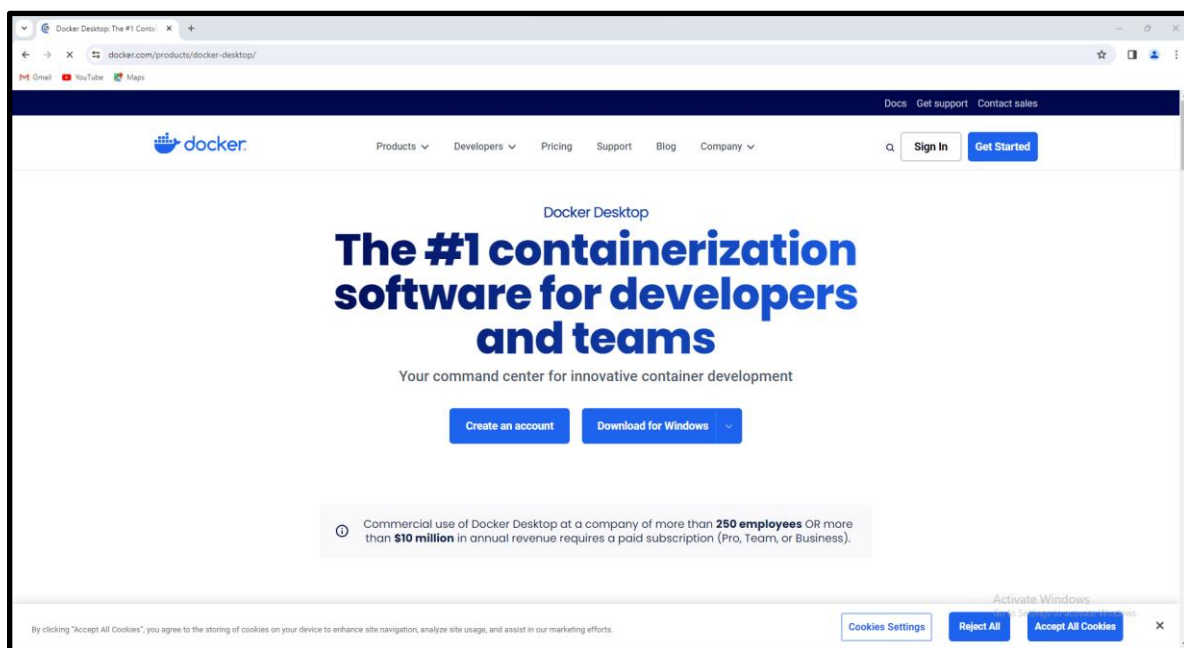 Docker Desktop: The #1 Conta
docker.com/products/docker-desktop/
Gmail YouTube Maps
Docs Get support Contact sales
docker
Products Developers Pricing Support Blog Company
Sign In Get Started
Docker Desktop
The #1 containerization
software for developers
and teams
Your command center for innovative container development
Create an account Download for Windows
Commercial use of Docker Desktop at a company of more than 250 employees OR more
than $10 million in annual revenue requires a paid subscription (Pro, Team, or Business).
Activate Windows
By clicking "Accept All Cookies", you agree to the storing of cookies on your device to enhance site navigation, analyze site usage, and assist in our marketing efforts.
Cookies Settings Reject All Accept All Cookies